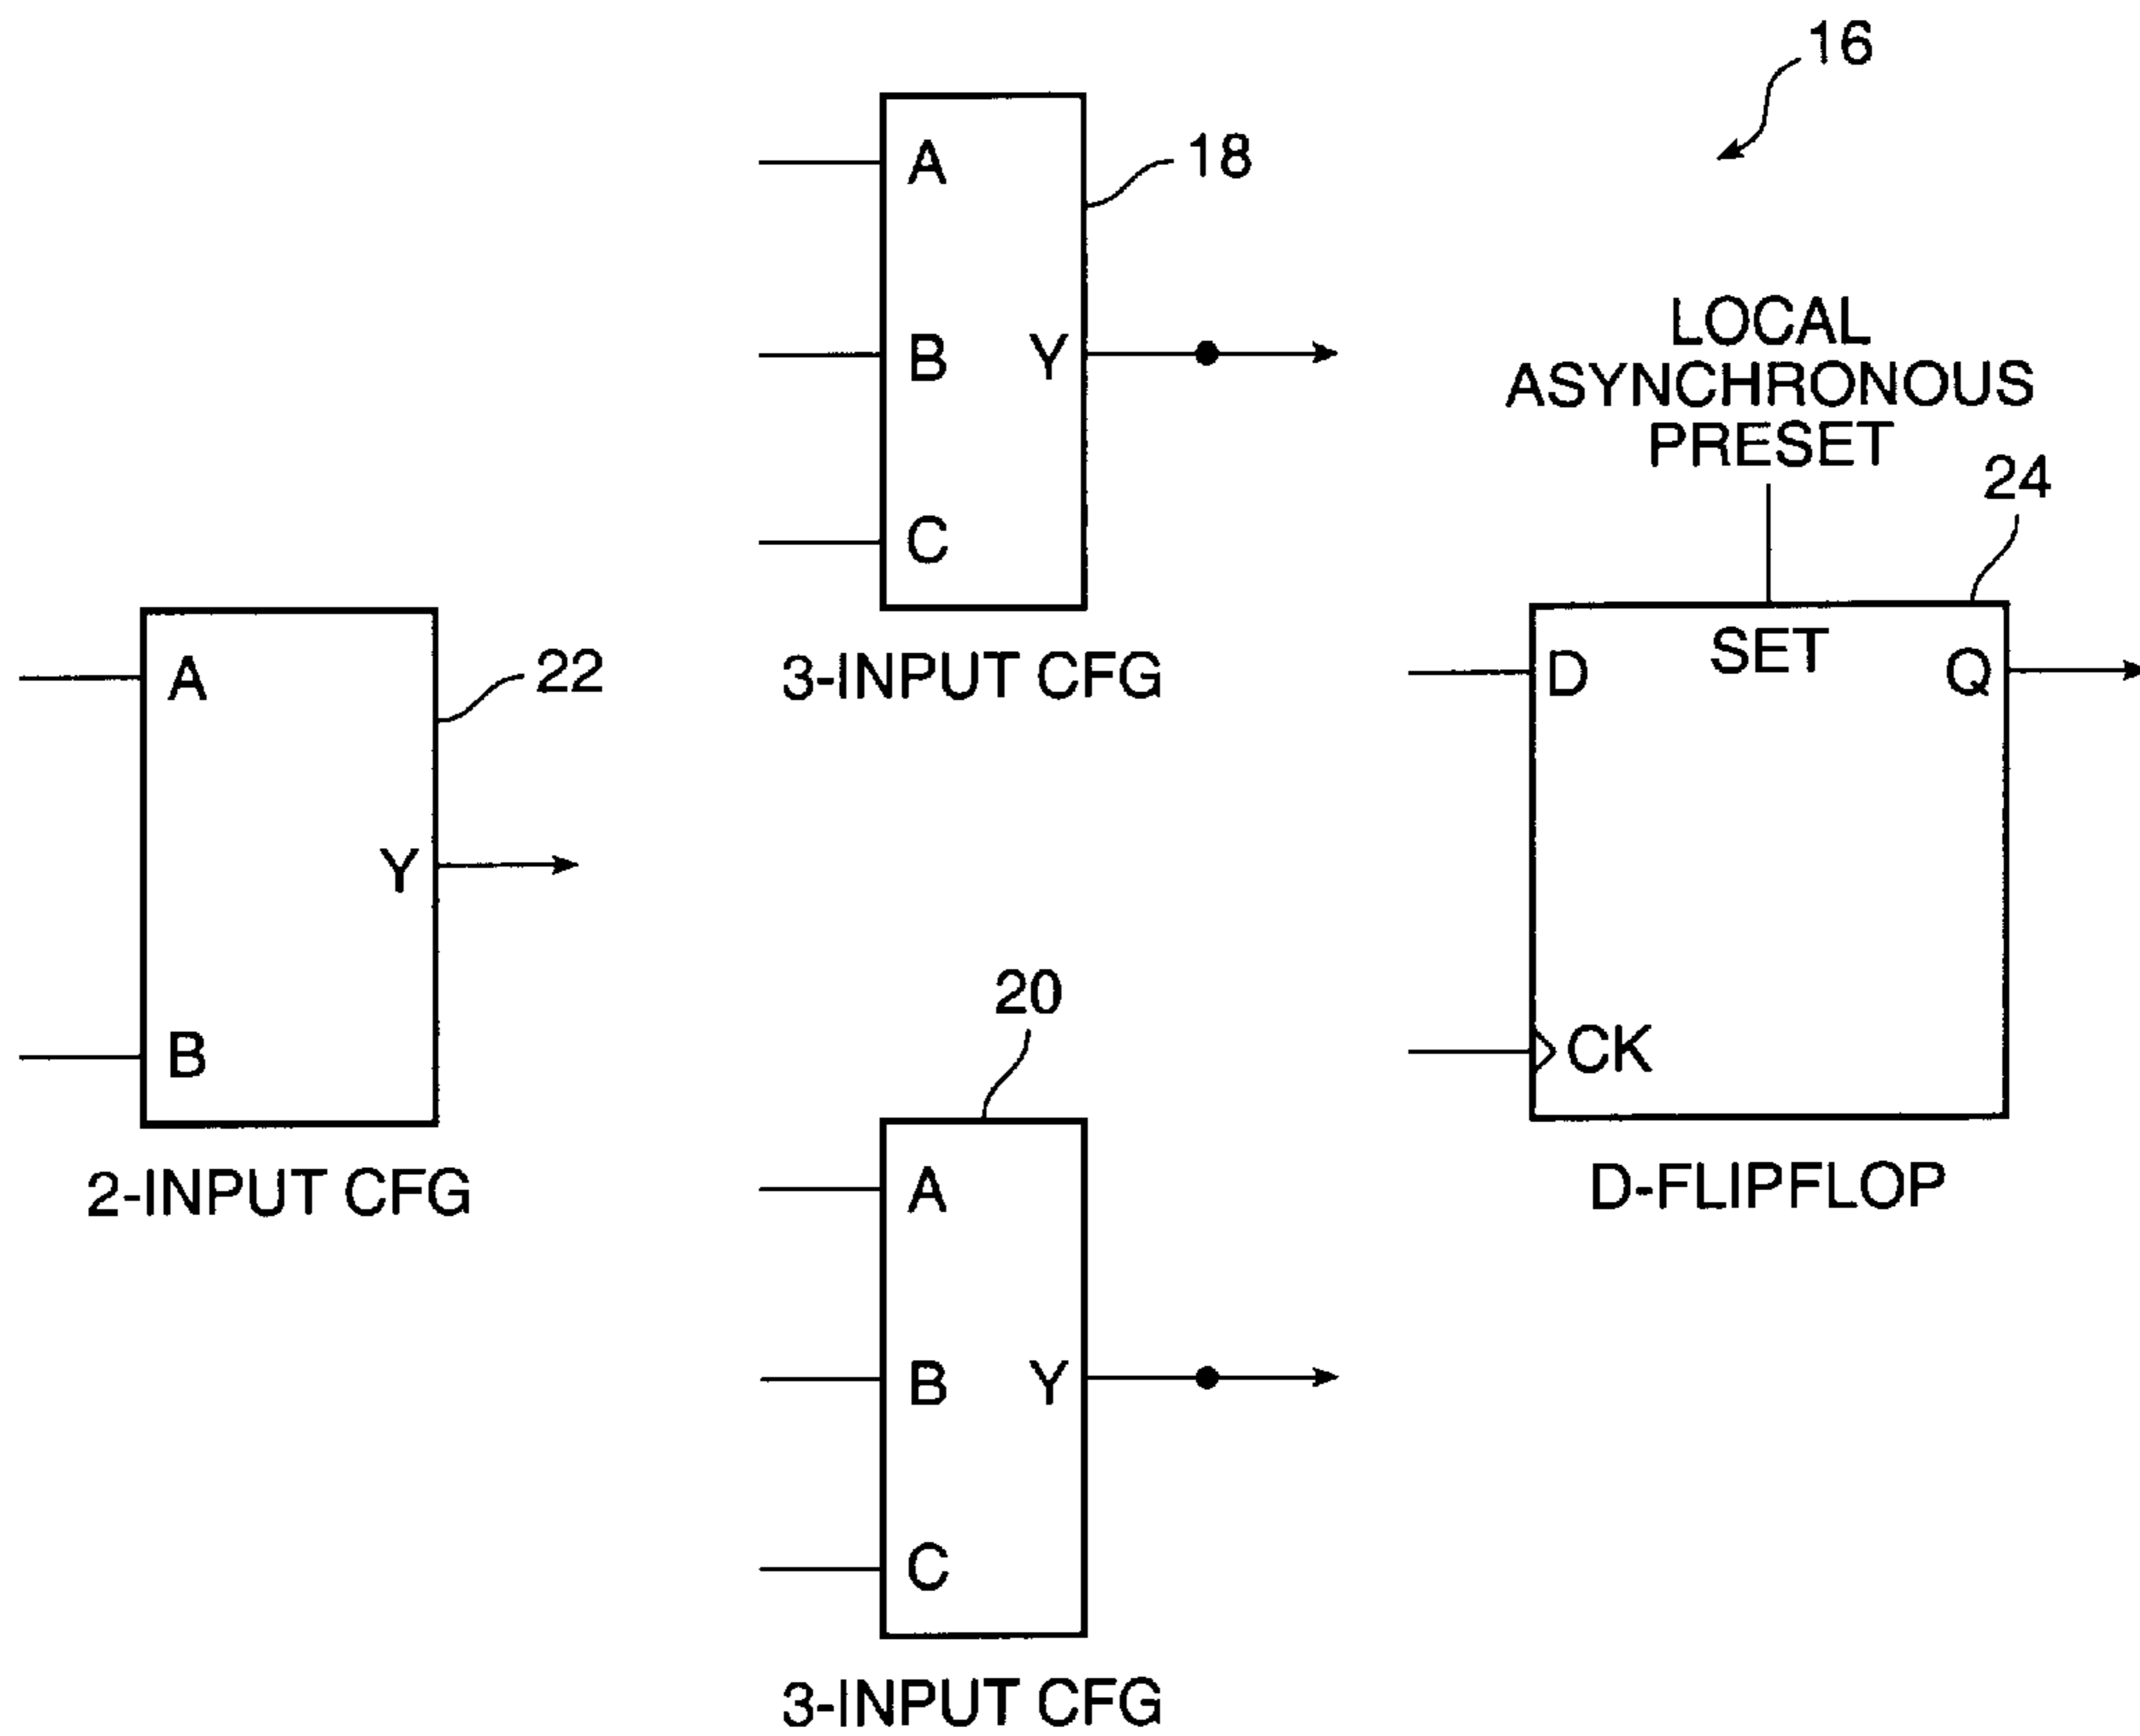 16
A
18
B Y
C
3-INPUT CFG
LOCAL
ASYNCHRONOUS
PRESET
24
A
22
Y
B
2-INPUT CFG
D SET Q
CK
D-FLIPFLOP
20
A
B Y
C
3-INPUT CFG